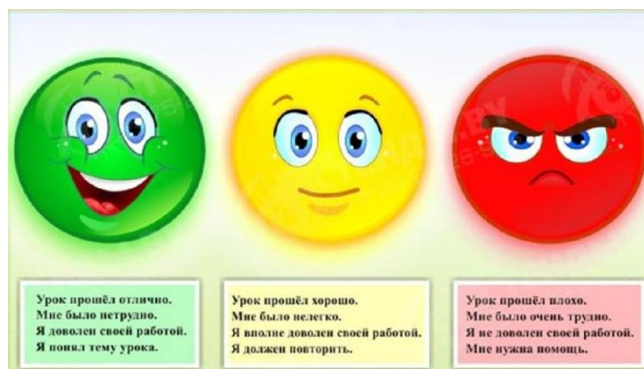 Урок прошёл отлично.
Мне было нетрудно.
Я доволен своей работой.
Я понял тему урока.
Урок прошёл хорошо.
Мне было нелегко.
Я вполне доволен своей работой.
Я должен повторить.
Урок прошёл плохо.
Мне было очень трудно.
Я не доволен своей работой.
Мне нужна помощь.